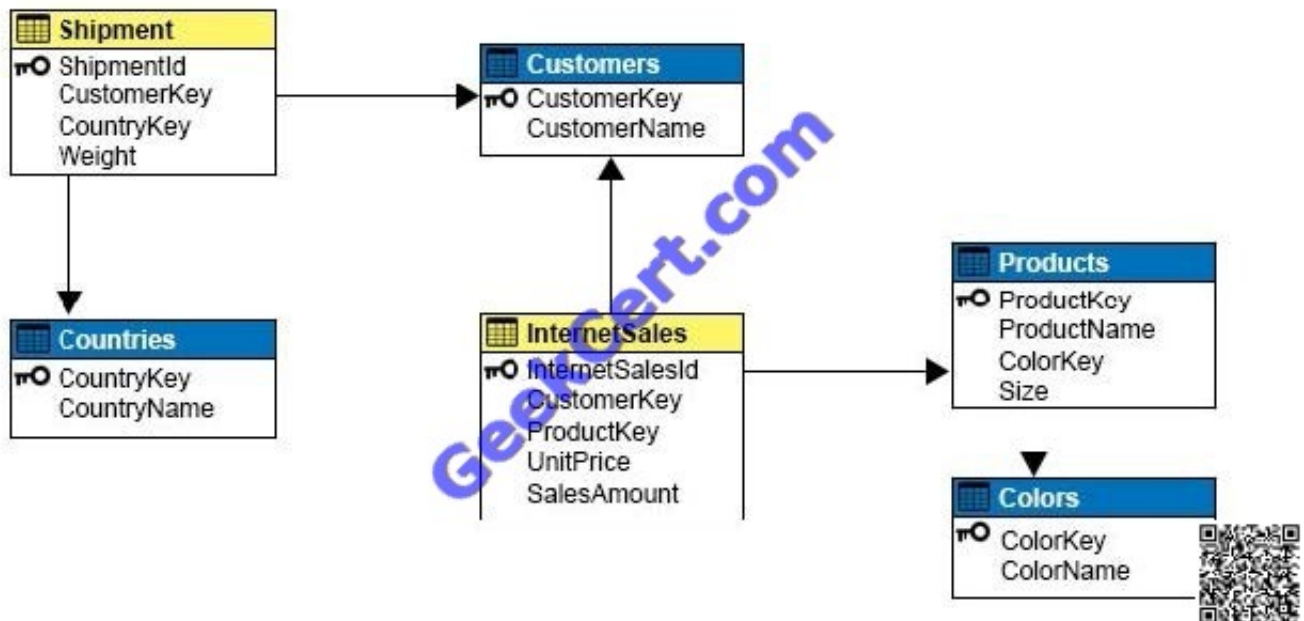 Shipment
ShipmentId
CustomerKey
CountryKey
Weight
Customers
CustomerKey
CustomerName
Countries
CountryKey
CountryName
InternetSales
InternetSalesId
CustomerKey
ProductKey
UnitPrice
SalesAmount
Products
ProductKey
ProductName
ColorKey
Size
Colors
ColorKey
ColorName
GeekCert.com